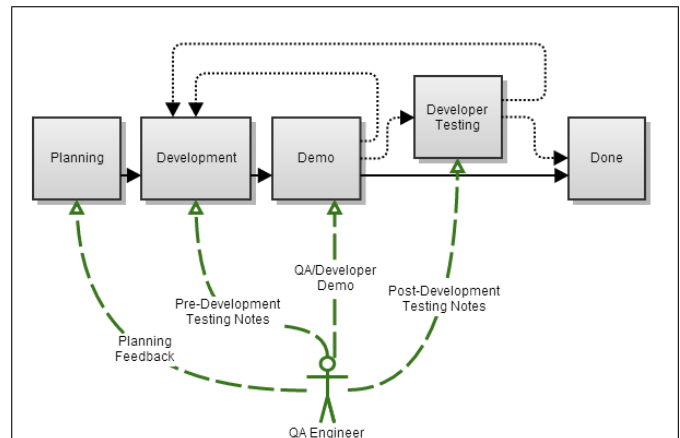 Developer
Testing
Planning
Development
Demo
Done
QA/Developer
Demo
Post-Development
Testing Notes
Pre-Development
Testing Notes
Planning
Feedback
QA Engineer